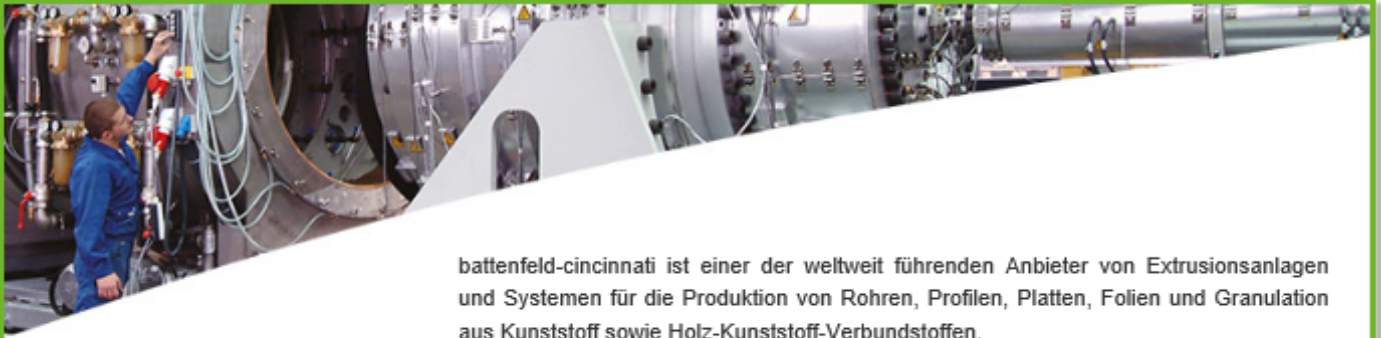 battenfeld-cincinnati ist einer der weltweit führenden Anbieter von Extrusionsanlagen
und Systemen für die Produktion von Rohren, Profilen, Platten, Folien und Granulation
aus Kunststoff sowie Holz-Kunststoff-Verbundstoffen.